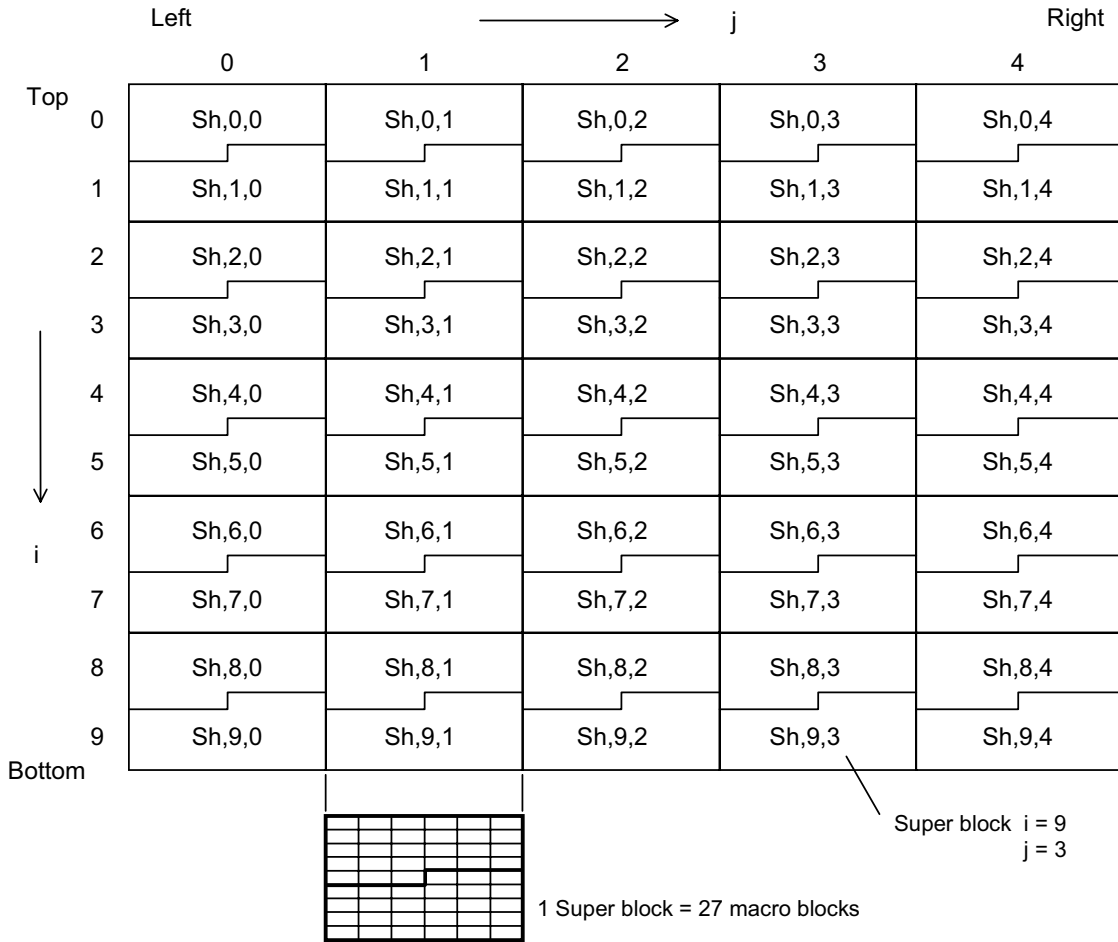 Left j Right
0 1 2 3 4
Top
0 Sh,0,0 Sh,0,1 Sh,0,2 Sh,0,3 Sh,0,4
1 Sh,1,0 Sh,1,1 Sh,1,2 Sh,1,3 Sh,1,4
2 Sh,2,0 Sh,2,1 Sh,2,2 Sh,2,3 Sh,2,4
3 Sh,3,0 Sh,3,1 Sh,3,2 Sh,3,3 Sh,3,4
4 Sh,4,0 Sh,4,1 Sh,4,2 Sh,4,3 Sh,4,4
5 Sh,5,0 Sh,5,1 Sh,5,2 Sh,5,3 Sh,5,4
6 Sh,6,0 Sh,6,1 Sh,6,2 Sh,6,3 Sh,6,4
i
7 Sh,7,0 Sh,7,1 Sh,7,2 Sh,7,3 Sh,7,4
8 Sh,8,0 Sh,8,1 Sh,8,2 Sh,8,3 Sh,8,4
9 Sh,9,0 Sh,9,1 Sh,9,2 Sh,9,3 Sh,9,4
Bottom
Super block i = 9
j = 3
1 Super block = 27 macro blocks